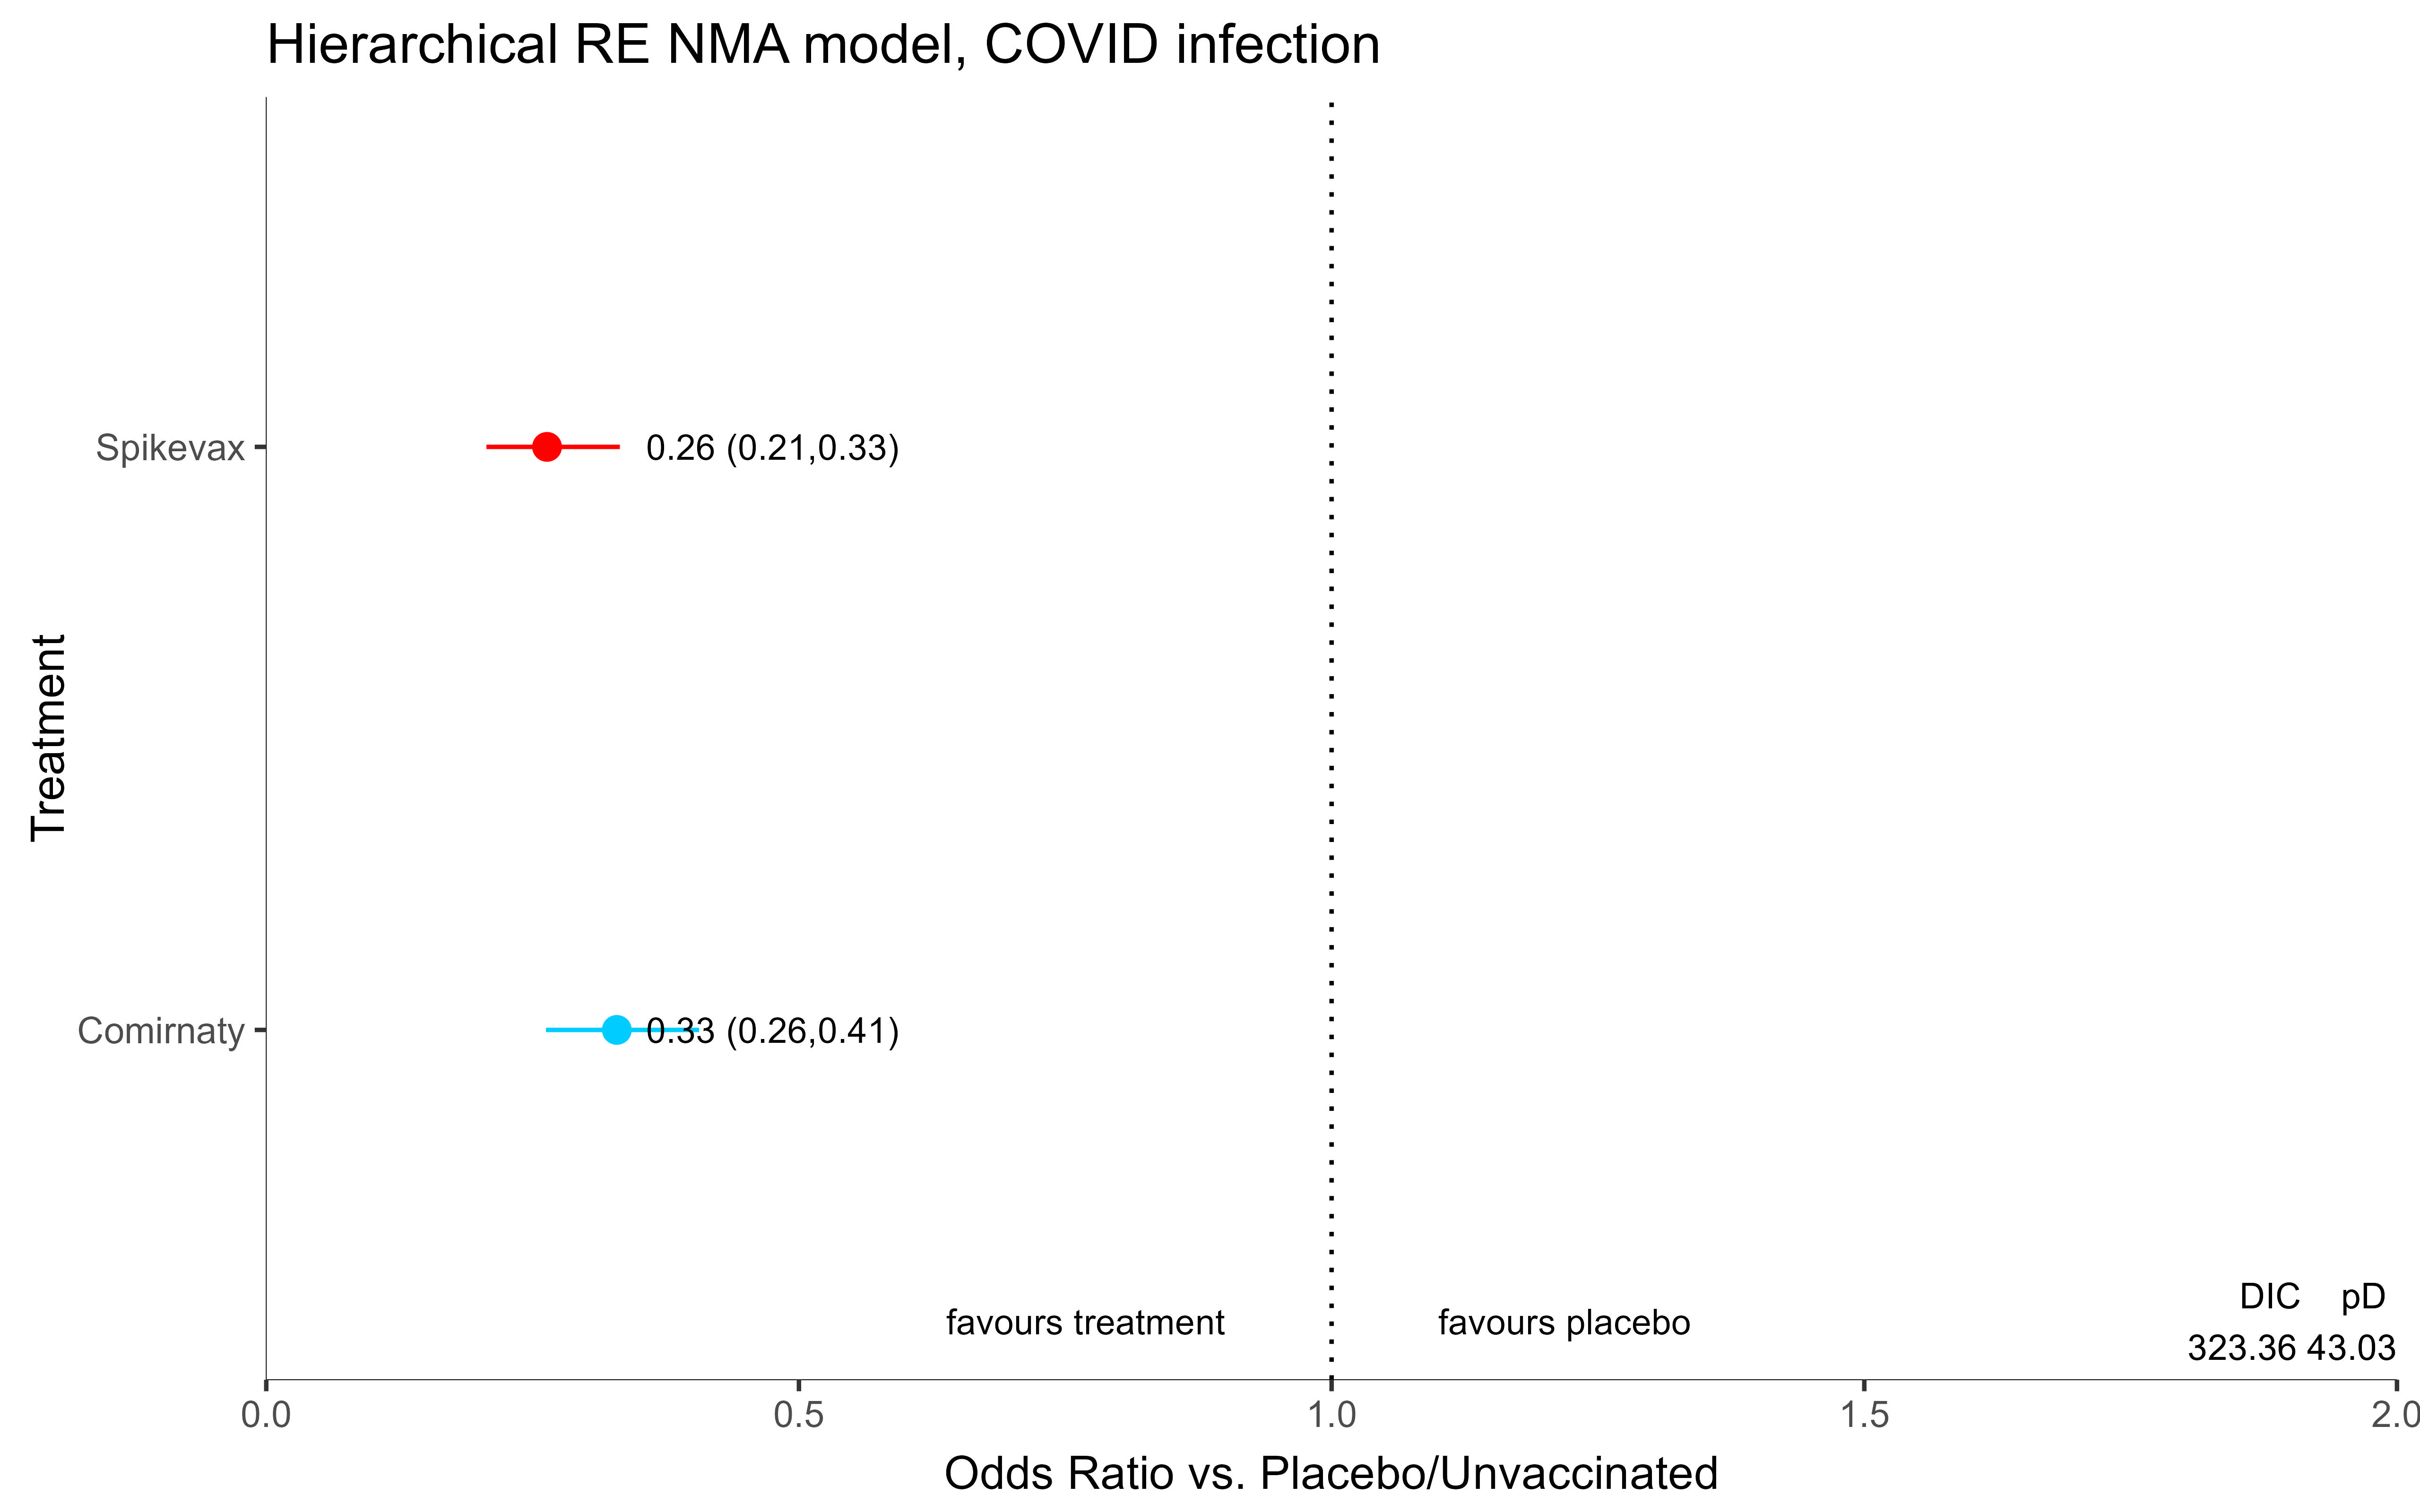 Hierarchical RE NMA model, COVID infection
Treatment
Spikevax
0.26 (0.21,0.33)
Comirnaty
0.33 (0.26,0.41)
favours treatment
favours placebo
DIC pD
323.36 43.03
0.0 0.5 1.0 1.5 2.0
Odds Ratio vs. Placebo/Unvaccinated